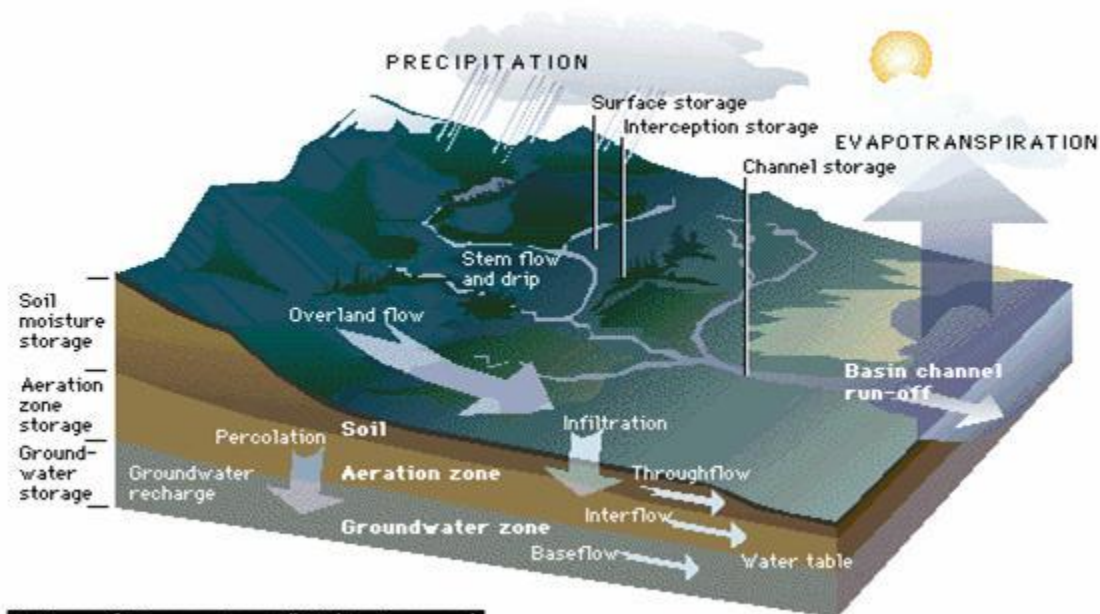 PRECIPITATION
Surface storage
Interception storage
EVAPOTRANSPIRATION
Channel storage
Stem flow
and drip
Soil
moisture
storage
Overland flow
Aeration
zone
storage
Basin channel
run-off
Percolation
Soil
Infiltration
Ground-
water
storage
Groundwater
recharge
Aeration zone
Throughflow
Groundwater zone
Interflow
Baseflow
Water table